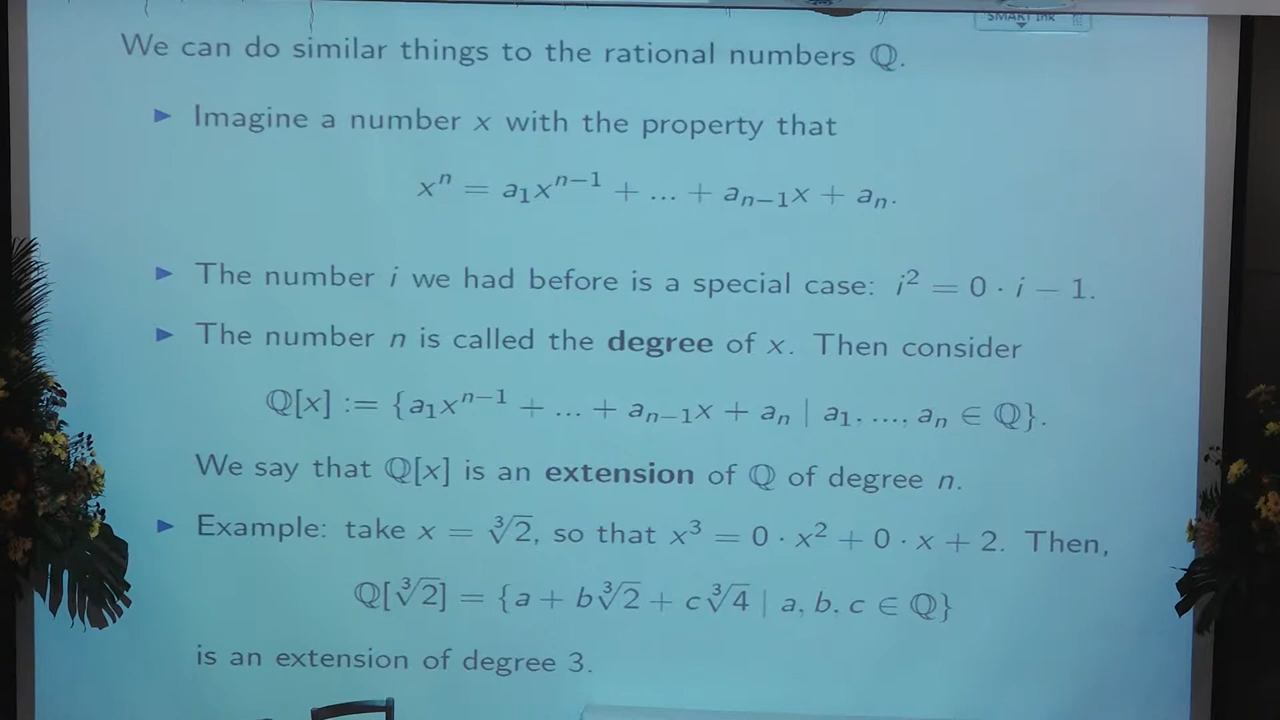 SMART Ink
We can do similar things to the rational numbers ℚ.
▶ Imagine a number x with the property that
xⁿ = a₁xⁿ⁻¹ + ... + aₙ₋₁x + aₙ.
▶ The number i we had before is a special case: i² = 0 · i − 1.
▶ The number n is called the degree of x. Then consider
ℚ[x] := {a₁xⁿ⁻¹ + ... + aₙ₋₁x + aₙ | a₁, ..., aₙ ∈ ℚ}.
We say that ℚ[x] is an extension of ℚ of degree n.
▶ Example: take x = ∛2, so that x³ = 0 · x² + 0 · x + 2. Then,
ℚ[∛2] = {a + b∛2 + c∛4 | a, b, c ∈ ℚ}
is an extension of degree 3.